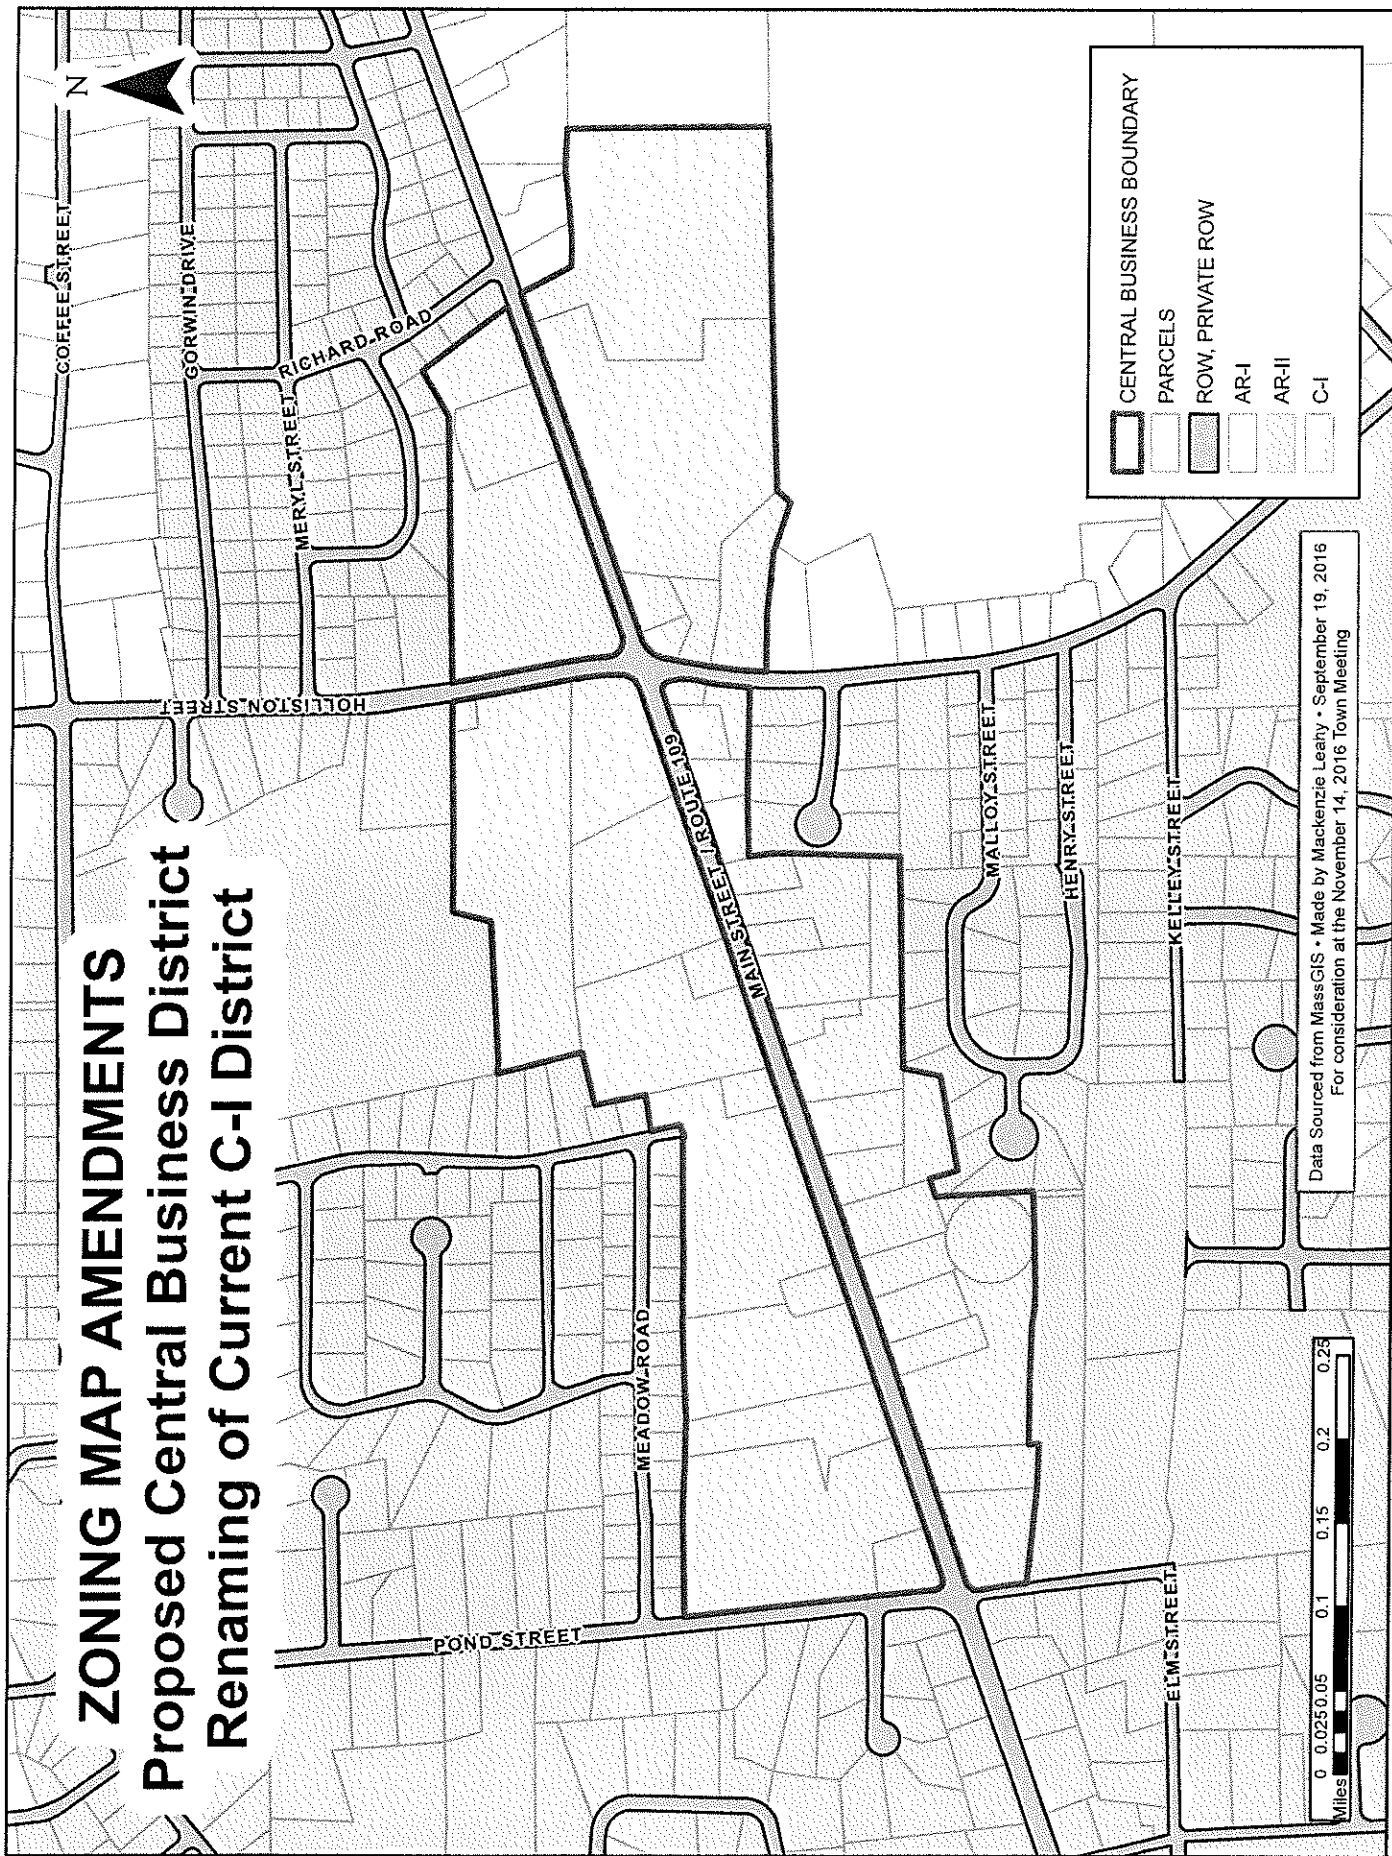 ZONING MAP AMENDMENTS
Proposed Central Business District
Renaming of Current C-I District
N
COFFEE STREET
GORWIN DRIVE
MERYL STREET
RICHARD ROAD
HOLLISTON STREET
MAIN STREET / ROUTE 109
MEADOW ROAD
POND STREET
MALLOY STREET
HENRY STREET
KELLEY STREET
ELM STREET
CENTRAL BUSINESS BOUNDARY
PARCELS
ROW, PRIVATE ROW
AR-I
AR-II
C-I
Data Sourced from MassGIS • Made by Mackenzie Leahy • September 19, 2016
For consideration at the November 14, 2016 Town Meeting
0 0.025 0.05 0.1 0.15 0.2 0.25
Miles